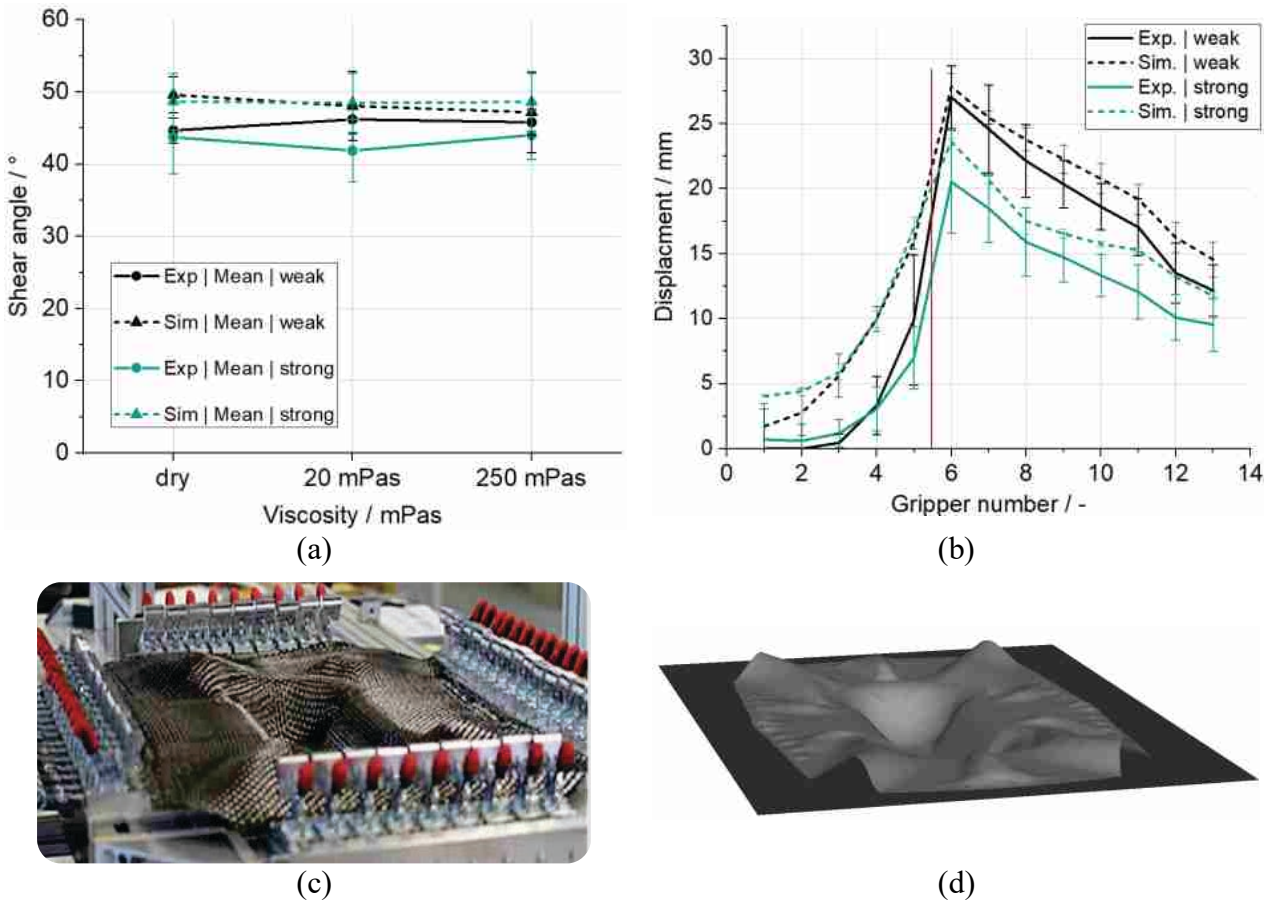 60
50
40
30
20
10
0
Shear angle / °
Exp | Mean | weak
Sim | Mean | weak
Exp | Mean | strong
Sim | Mean | strong
dry
20 mPas
250 mPas
Viscosity / mPas
(a)
Exp. | weak
Sim. | weak
Exp. | strong
Sim. | strong
30
25
20
15
10
5
0
Displacment / mm
0 2 4 6 8 10 12 14
Gripper number / -
(b)
(c)
(d)